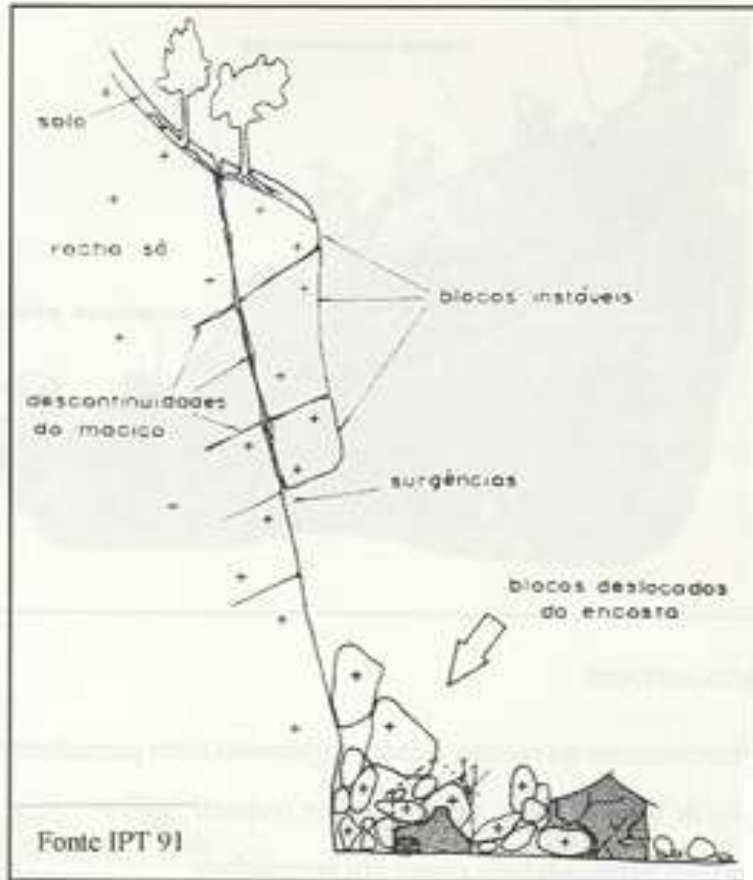 solo
rocha sã
blocos instáveis
descontinuidades
do maciço
surgências
blocos deslocados
da encosta
Fonte IPT 91